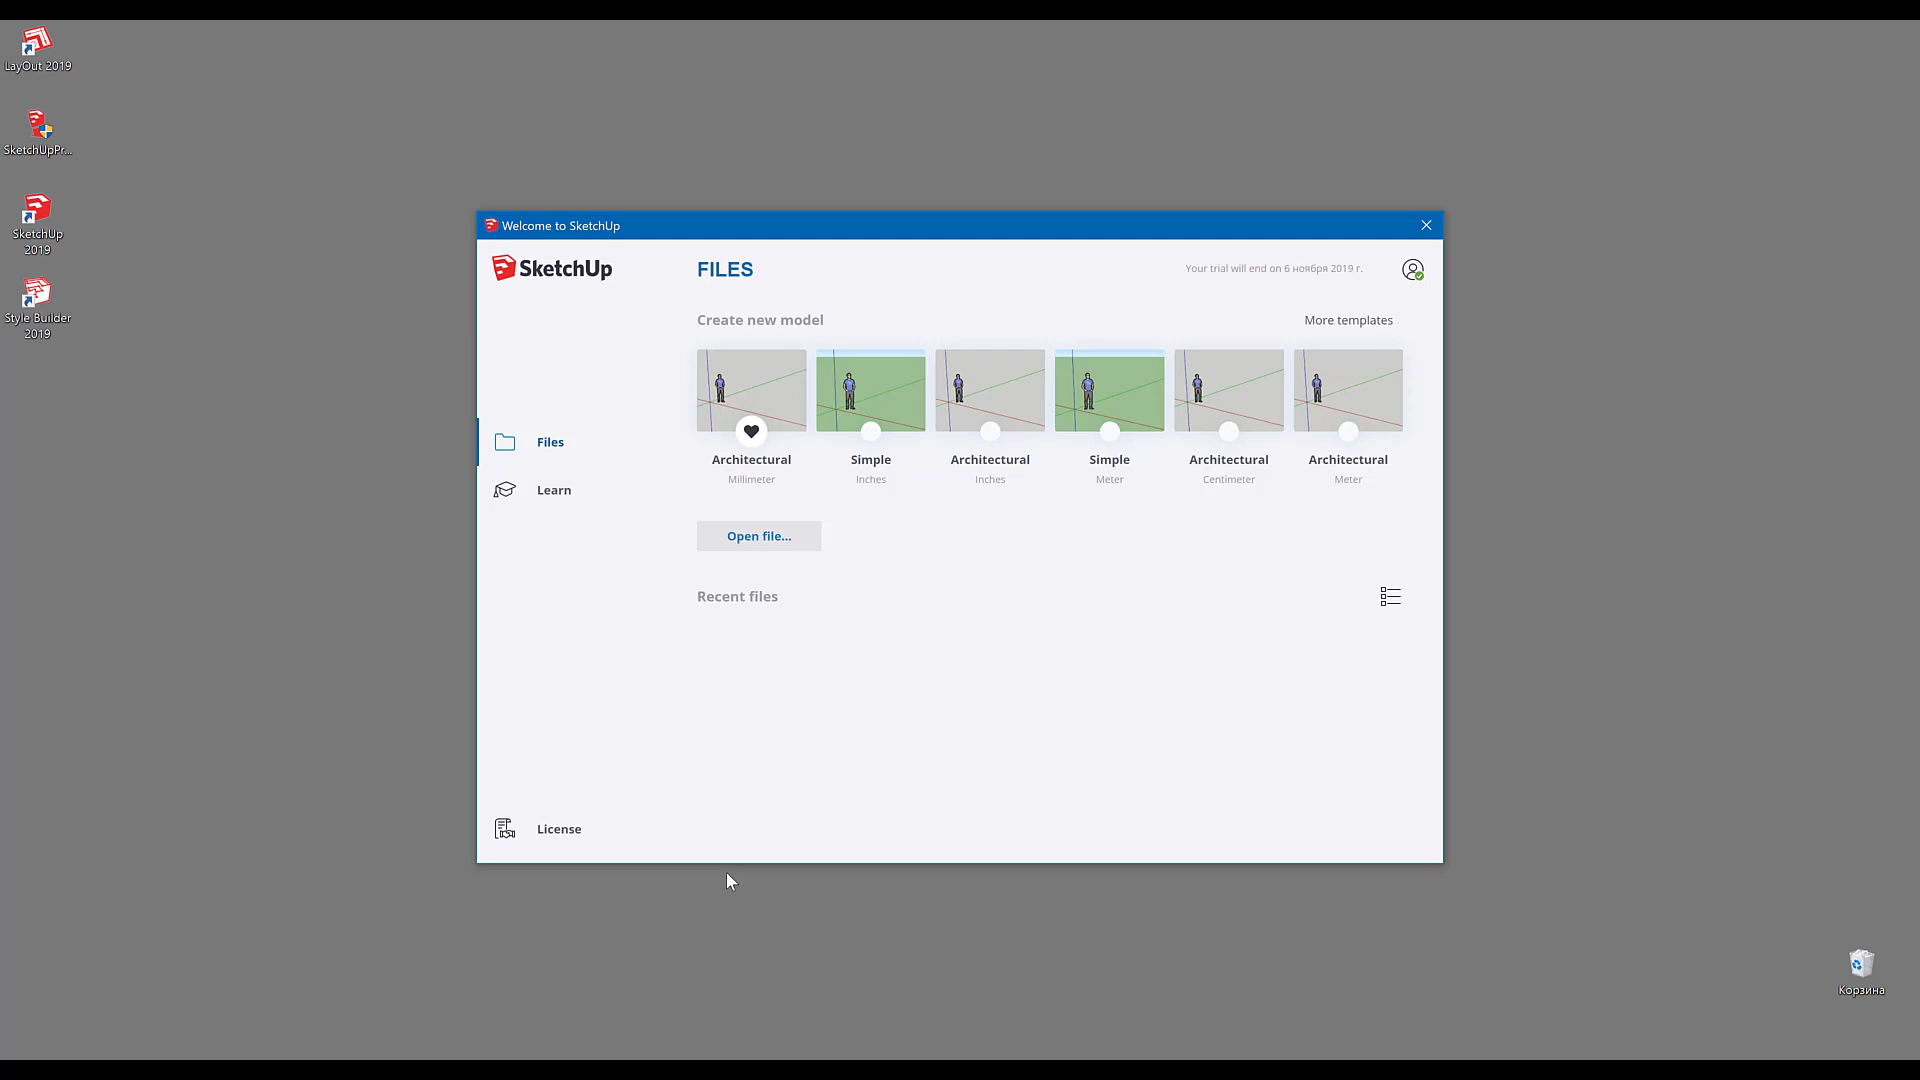 LayOut 2019
SketchUpPr...
SketchUp
2019
Style Builder
2019
Welcome to SketchUp
SketchUp
FILES
Your trial will end on 6 ноября 2019 г.
Create new model
More templates
Architectural
Millimeter
Simple
Inches
Architectural
Inches
Simple
Meter
Architectural
Centimeter
Architectural
Meter
Files
Learn
Open file...
Recent files
License
Корзина